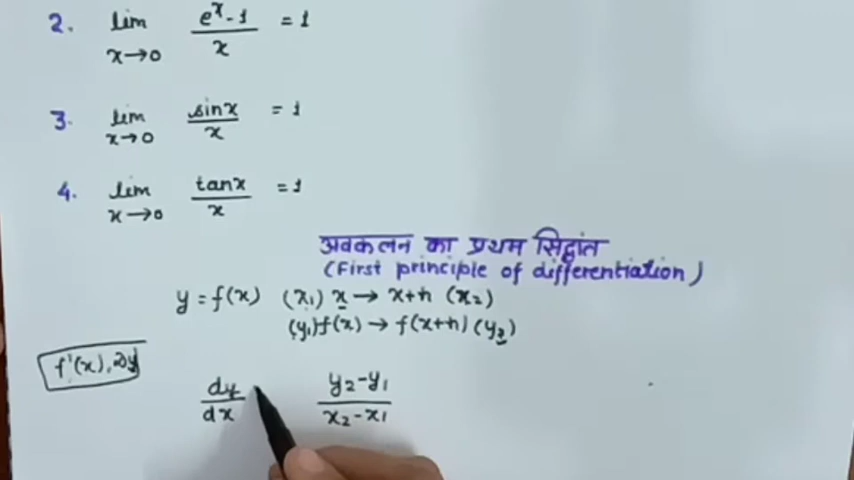 2. lim x→0 (e^x - 1)/x = 1
3. lim x→0 sinx/x = 1
4. lim x→0 tanx/x = 1
अवकलन का प्रथम सिद्धांत
(First principle of differentiation)
y = f(x) (x₁) x → x+h (x₂)
(y₁) f(x) → f(x+h) (y₂)
f'(x), Dy
dy/dx (y₂-y₁)/(x₂-x₁)